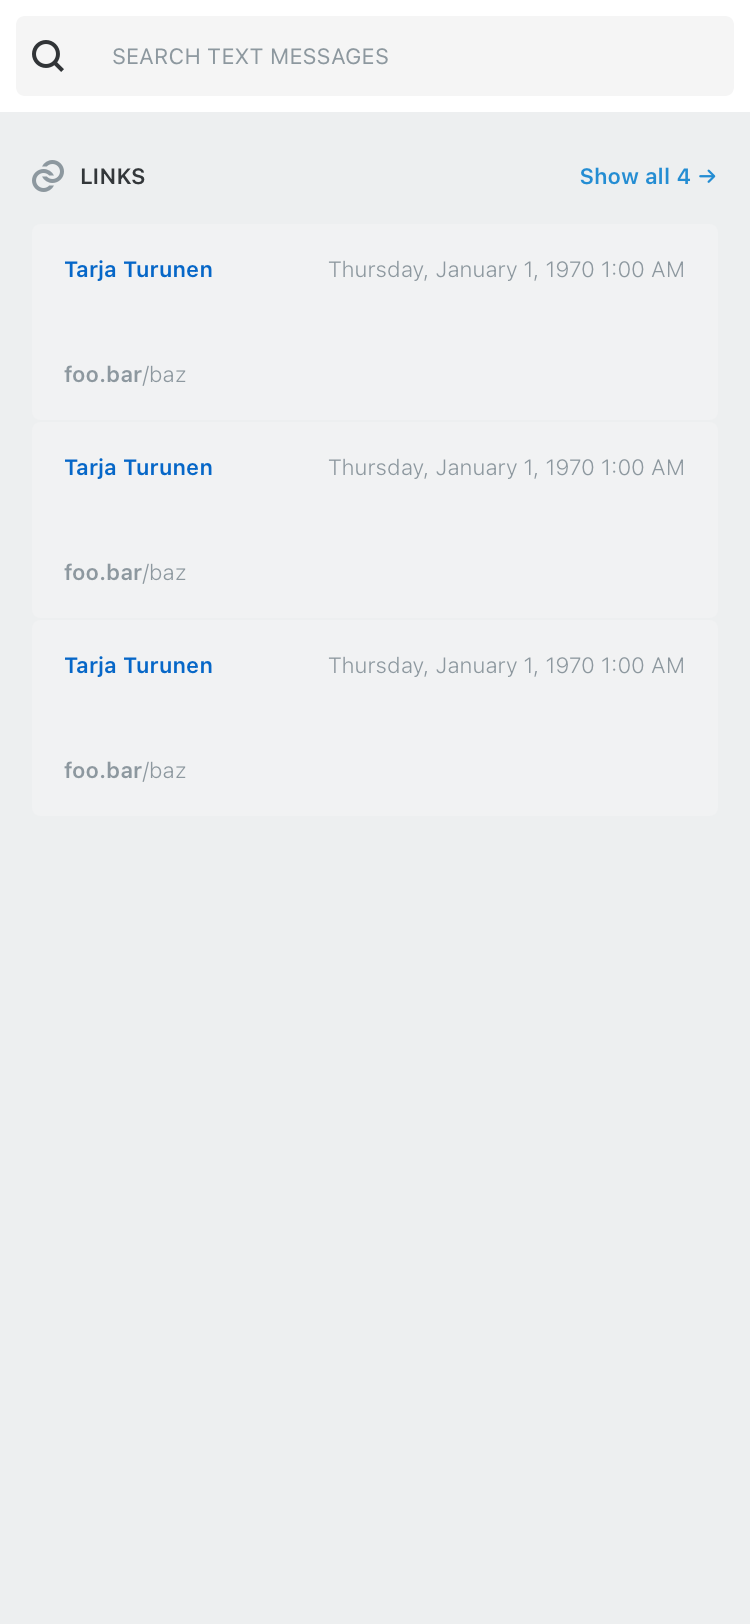 SEARCH TEXT MESSAGES
LINKS Show all 4 →
Tarja Turunen Thursday, January 1, 1970 1:00 AM
foo.bar/baz
Tarja Turunen Thursday, January 1, 1970 1:00 AM
foo.bar/baz
Tarja Turunen Thursday, January 1, 1970 1:00 AM
foo.bar/baz